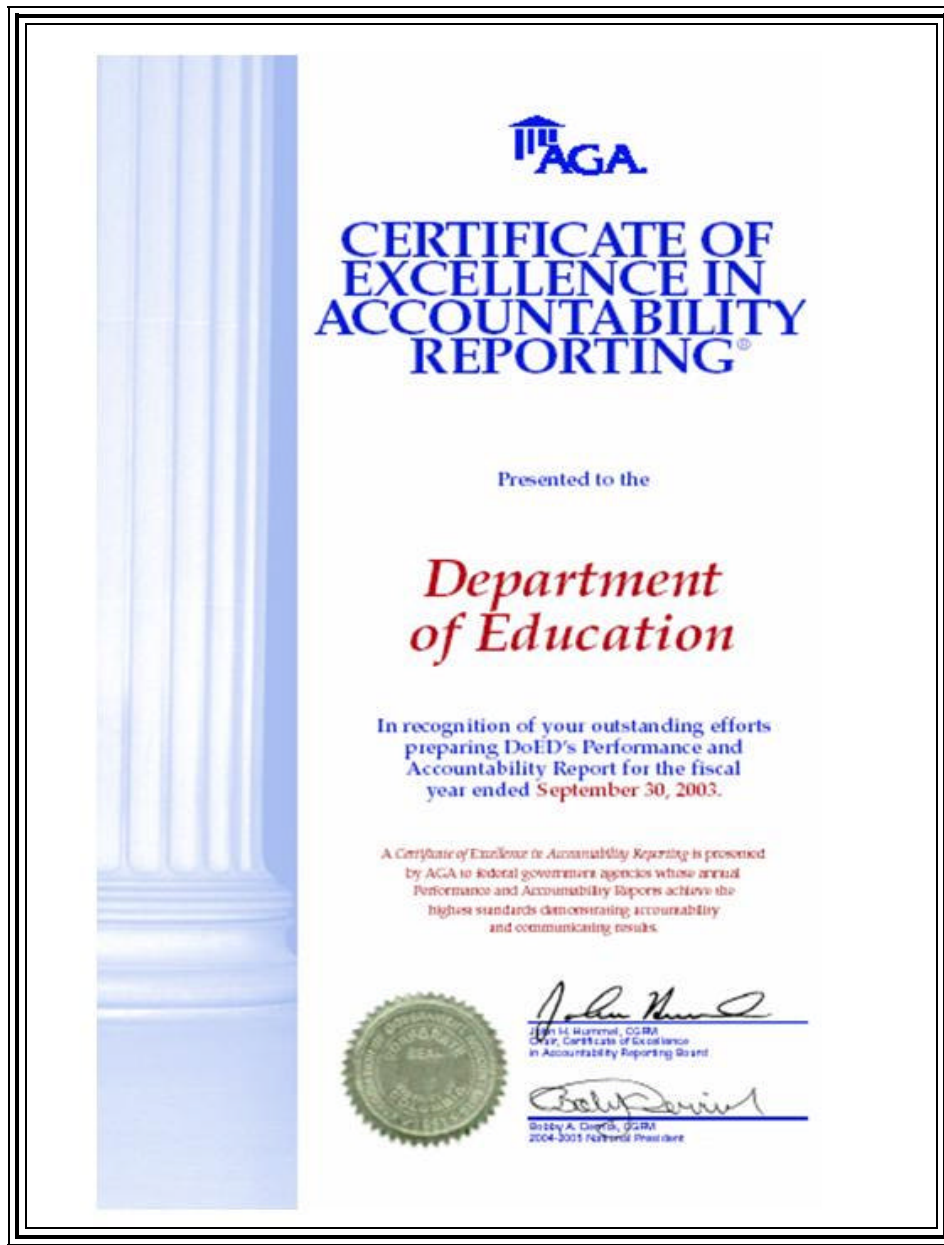 AGA.
CERTIFICATE OF
EXCELLENCE IN
ACCOUNTABILITY
REPORTING®
Presented to the
Department
of Education
In recognition of your outstanding efforts
preparing DoED's Performance and
Accountability Report for the fiscal
year ended September 30, 2003.
A Certificate of Excellence in Accountability Reporting is presented
by AGA to federal government agencies whose annual
Performance and Accountability Reports achieve the
highest standards demonstrating accountability
and communicating results.
John H. Hummel, CGFM
Chair, Certificate of Excellence
in Accountability Reporting Board
Bobby A. CGFM
2004-2005 National President
SEAL